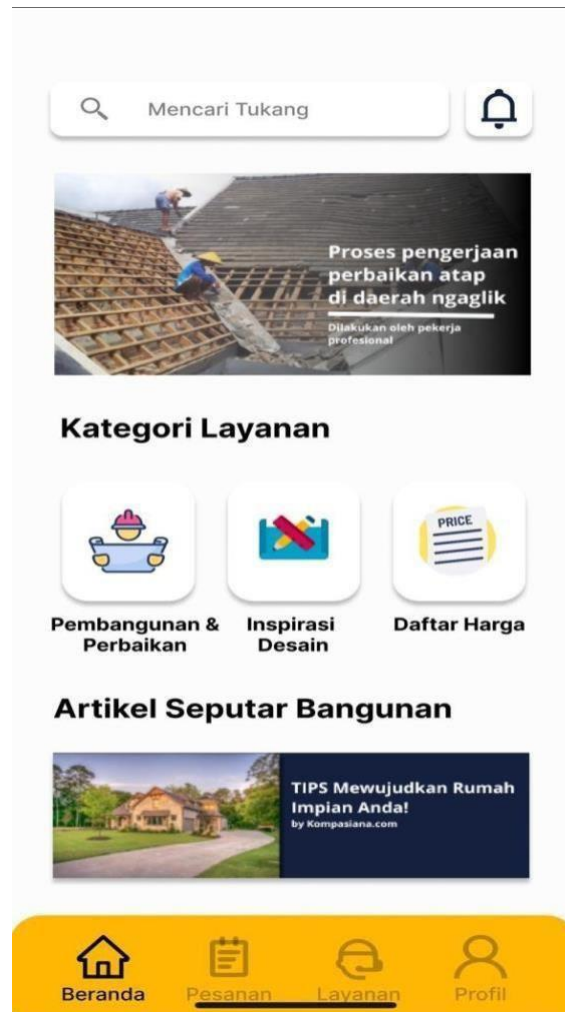 Mencari Tukang
Proses pengerjaan
perbaikan atap
di daerah ngaglik
Dilakukan oleh pekerja
profesional
Kategori Layanan
PRICE
Pembangunan &
Perbaikan
Inspirasi
Desain
Daftar Harga
Artikel Seputar Bangunan
TIPS Mewujudkan Rumah
Impian Anda!
by Kompasiana.com
Beranda
Pesanan
Layanan
Profil